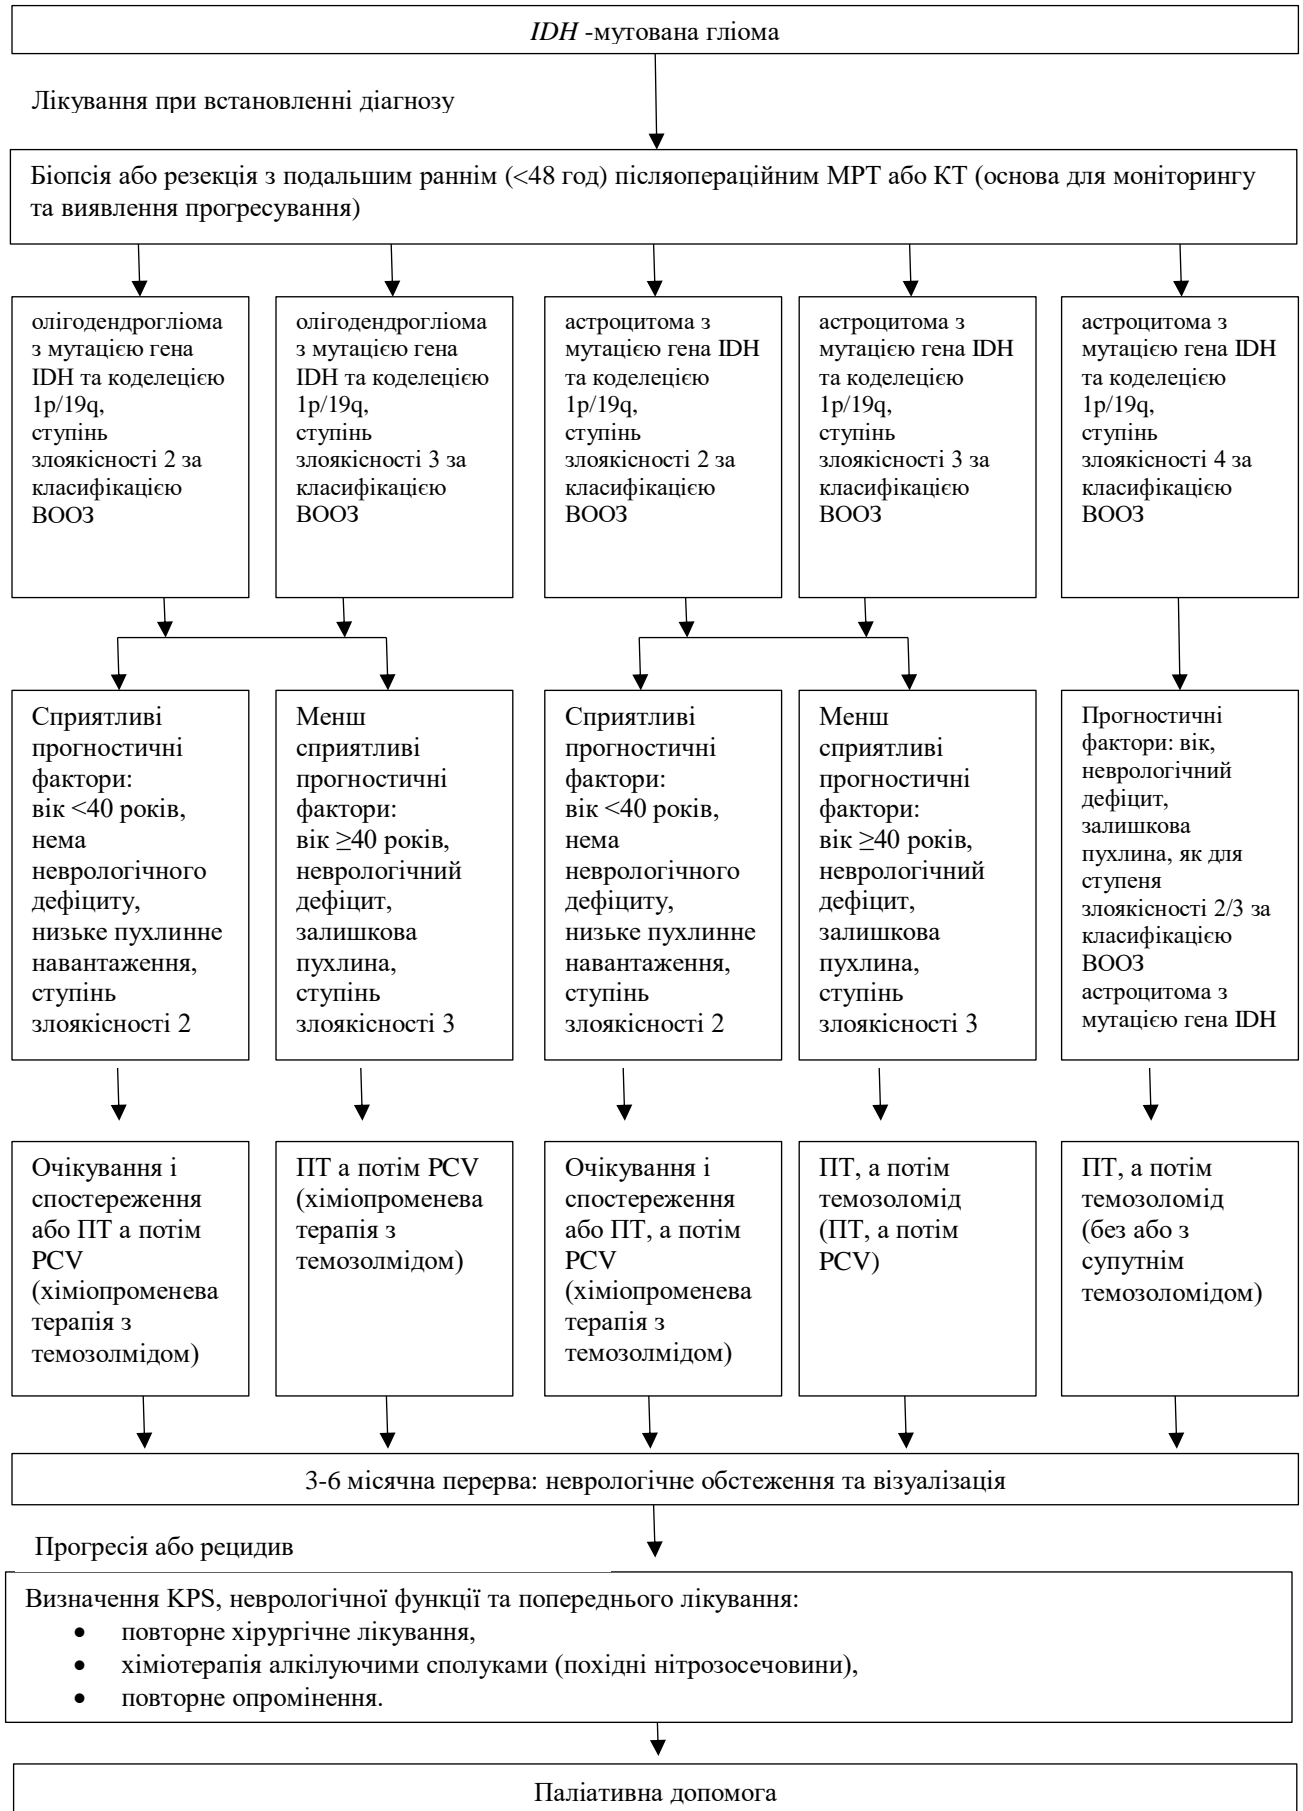 IDH -мутована гліома
Лікування при встановленні діагнозу
Біопсія або резекція з подальшим раннім (<48 год) післяопераційним МРТ або КТ (основа для моніторингу
та виявлення прогресування)
олігодендрогліома
з мутацією гена
IDH та коделецією
1p/19q,
ступінь
злоякісності 2 за
класифікацією
ВООЗ
олігодендрогліома
з мутацією гена
IDH та коделецією
1p/19q,
ступінь
злоякісності 3 за
класифікацією
ВООЗ
астроцитома з
мутацією гена IDH
та коделецією
1p/19q,
ступінь
злоякісності 2 за
класифікацією
ВООЗ
астроцитома з
мутацією гена IDH
та коделецією
1p/19q,
ступінь
злоякісності 3 за
класифікацією
ВООЗ
астроцитома з
мутацією гена IDH
та коделецією
1p/19q,
ступінь
злоякісності 4 за
класифікацією
ВООЗ
Сприятливі
прогностичні
фактори:
вік <40 років,
нема
неврологічного
дефіциту,
низьке пухлинне
навантаження,
ступінь
злоякісності 2
Менш
сприятливі
прогностичні
фактори:
вік ≥40 років,
неврологічний
дефіцит,
залишкова
пухлина,
ступінь
злоякісності 3
Сприятливі
прогностичні
фактори:
вік <40 років,
нема
неврологічного
дефіциту,
низьке пухлинне
навантаження,
ступінь
злоякісності 2
Менш
сприятливі
прогностичні
фактори:
вік ≥40 років,
неврологічний
дефіцит,
залишкова
пухлина,
ступінь
злоякісності 3
Прогностичні
фактори: вік,
неврологічний
дефіцит,
залишкова
пухлина, як для
ступеня
злоякісності 2/3 за
класифікацією
ВООЗ
астроцитома з
мутацією гена IDH
Очікування і
спостереження
або ПТ а потім
PCV
(хіміопроменева
терапія з
темозолмідом)
ПТ а потім PCV
(хіміопроменева
терапія з
темозолмідом)
Очікування і
спостереження
або ПТ, а потім
PCV
(хіміопроменева
терапія з
темозолмідом)
ПТ, а потім
темозоломід
(ПТ, а потім
PCV)
ПТ, а потім
темозоломід
(без або з
супутнім
темозоломідом)
3-6 місячна перерва: неврологічне обстеження та візуалізація
Прогресія або рецидив
Визначення KPS, неврологічної функції та попереднього лікування:
• повторне хірургічне лікування,
• хіміотерапія алкілуючими сполуками (похідні нітрозосечовини),
• повторне опромінення.
Паліативна допомога